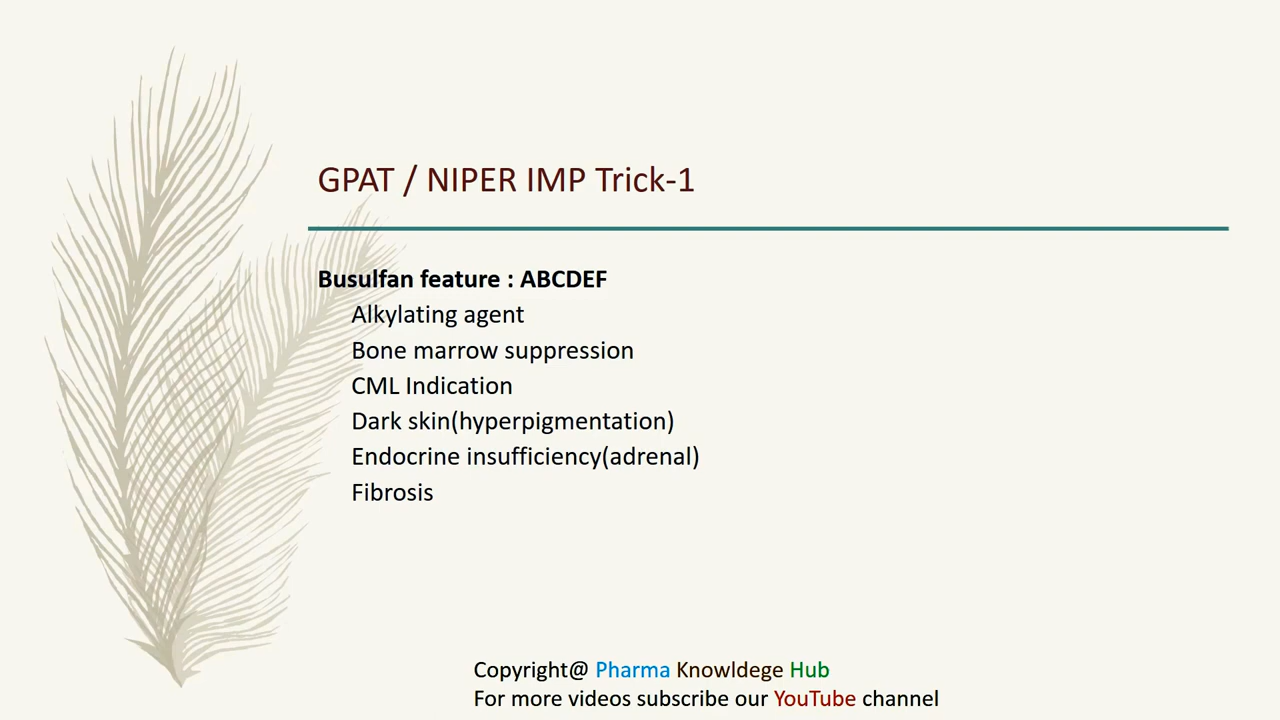 GPAT / NIPER IMP Trick-1
Busulfan feature : ABCDEF
Alkylating agent
Bone marrow suppression
CML Indication
Dark skin(hyperpigmentation)
Endocrine insufficiency(adrenal)
Fibrosis
Copyright@ Pharma Knowldege Hub
For more videos subscribe our YouTube channel